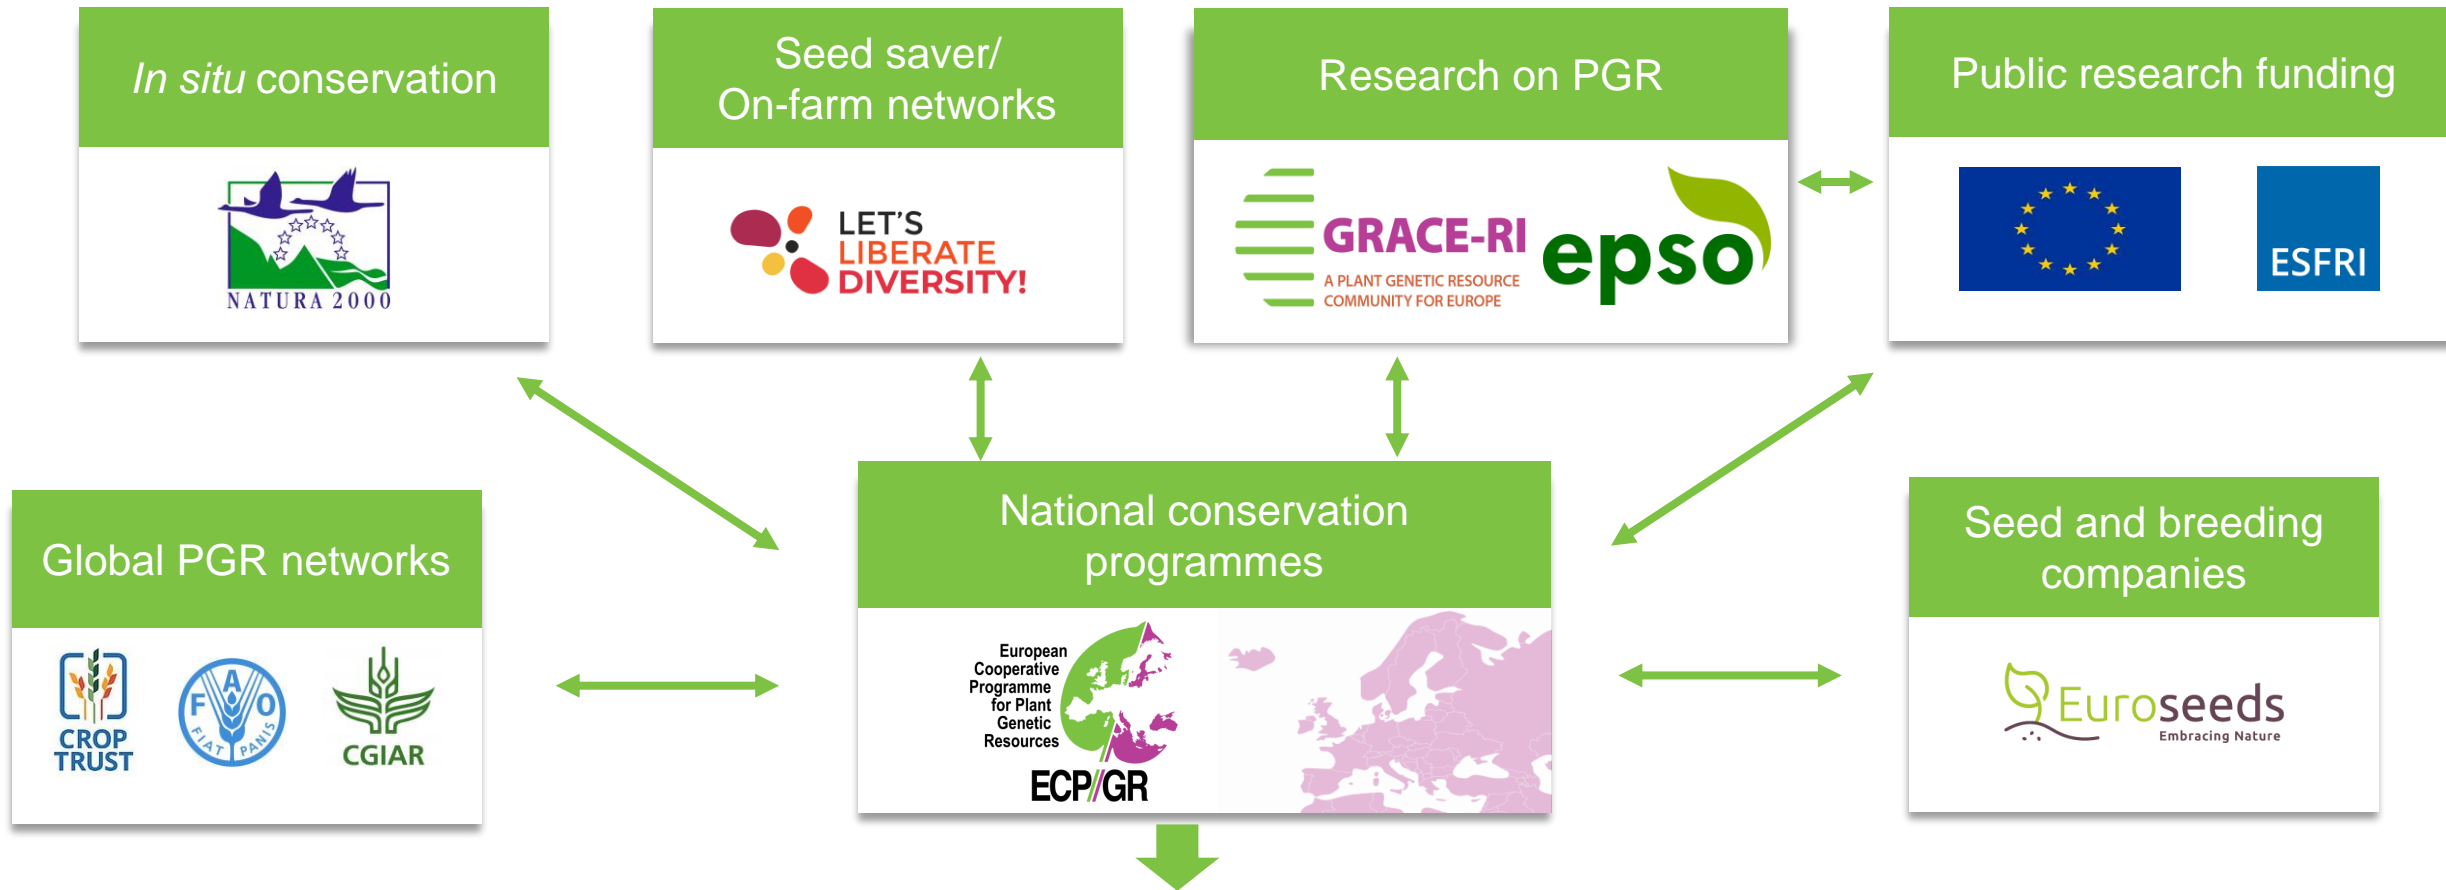 In situ conservation
NATURA 2000
Seed saver/
On-farm networks
LET'S
LIBERATE
DIVERSITY!
Research on PGR
GRACE-RI
A PLANT GENETIC RESOURCE
COMMUNITY FOR EUROPE
epso
Public research funding
ESFRI
Global PGR networks
CROP
TRUST
F A O
FIAT PANIS
CGIAR
National conservation
programmes
European
Cooperative
Programme
for Plant
Genetic
Resources
ECP/GR
Seed and breeding
companies
Euroseeds
Embracing Nature